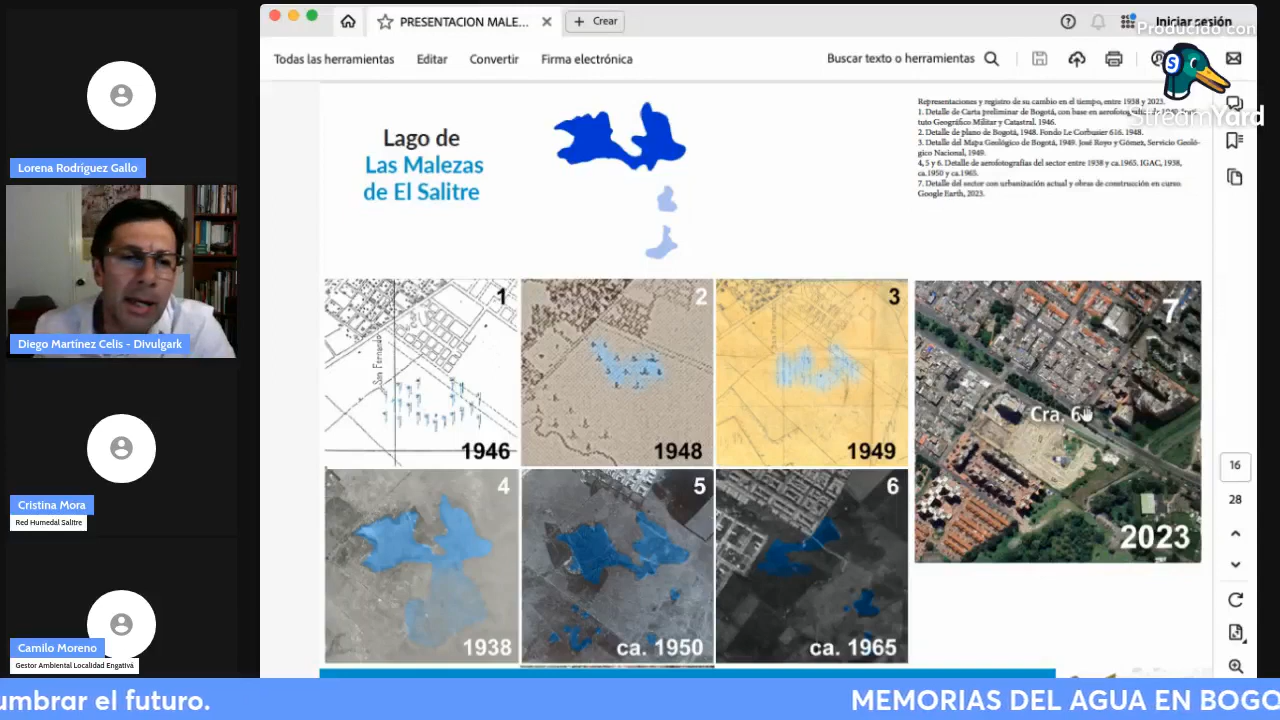 PRESENTACION MALE...
Crear
Iniciar sesión
Producido con
StreamYard
Todas las herramientas
Editar
Convertir
Firma electrónica
Buscar texto o herramientas
Lorena Rodríguez Gallo
Diego Martínez Celis - Divulgark
Cristina Mora
Red Humedal Salitre
Camilo Moreno
Gestor Ambiental Localidad Engativá
Lago de
Las Malezas
de El Salitre
Representaciones y registro de su cambio en el tiempo, entre 1938 y 2023.
1. Detalle de Carta preliminar de Bogotá, con base en
tuto Geográfico Militar y Catastral, 1946.
2. Detalle de plano de Bogotá, 1948. Fondo Le Corbusier 616. 1948.
3. Detalle del Mapa Geológico de Bogotá. José Royo y Gómez, Servicio Geoló-
gico Nacional, 1949.
4, 5 y 6. Detalle de aerofotografías del sector entre 1938 y ca.1965. IGAC, 1938,
ca.1950 y ca.1965.
7. Detalle del sector con urbanización actual y obras de construcción en curso
Google Earth, 2023.
1
San Fernando
1946
2
1948
3
San Fernando
1949
7
Cra. 6
2023
4
1938
5
ca. 1950
6
ca. 1965
16
28
umbrar el futuro.
MEMORIAS DEL AGUA EN BOGO